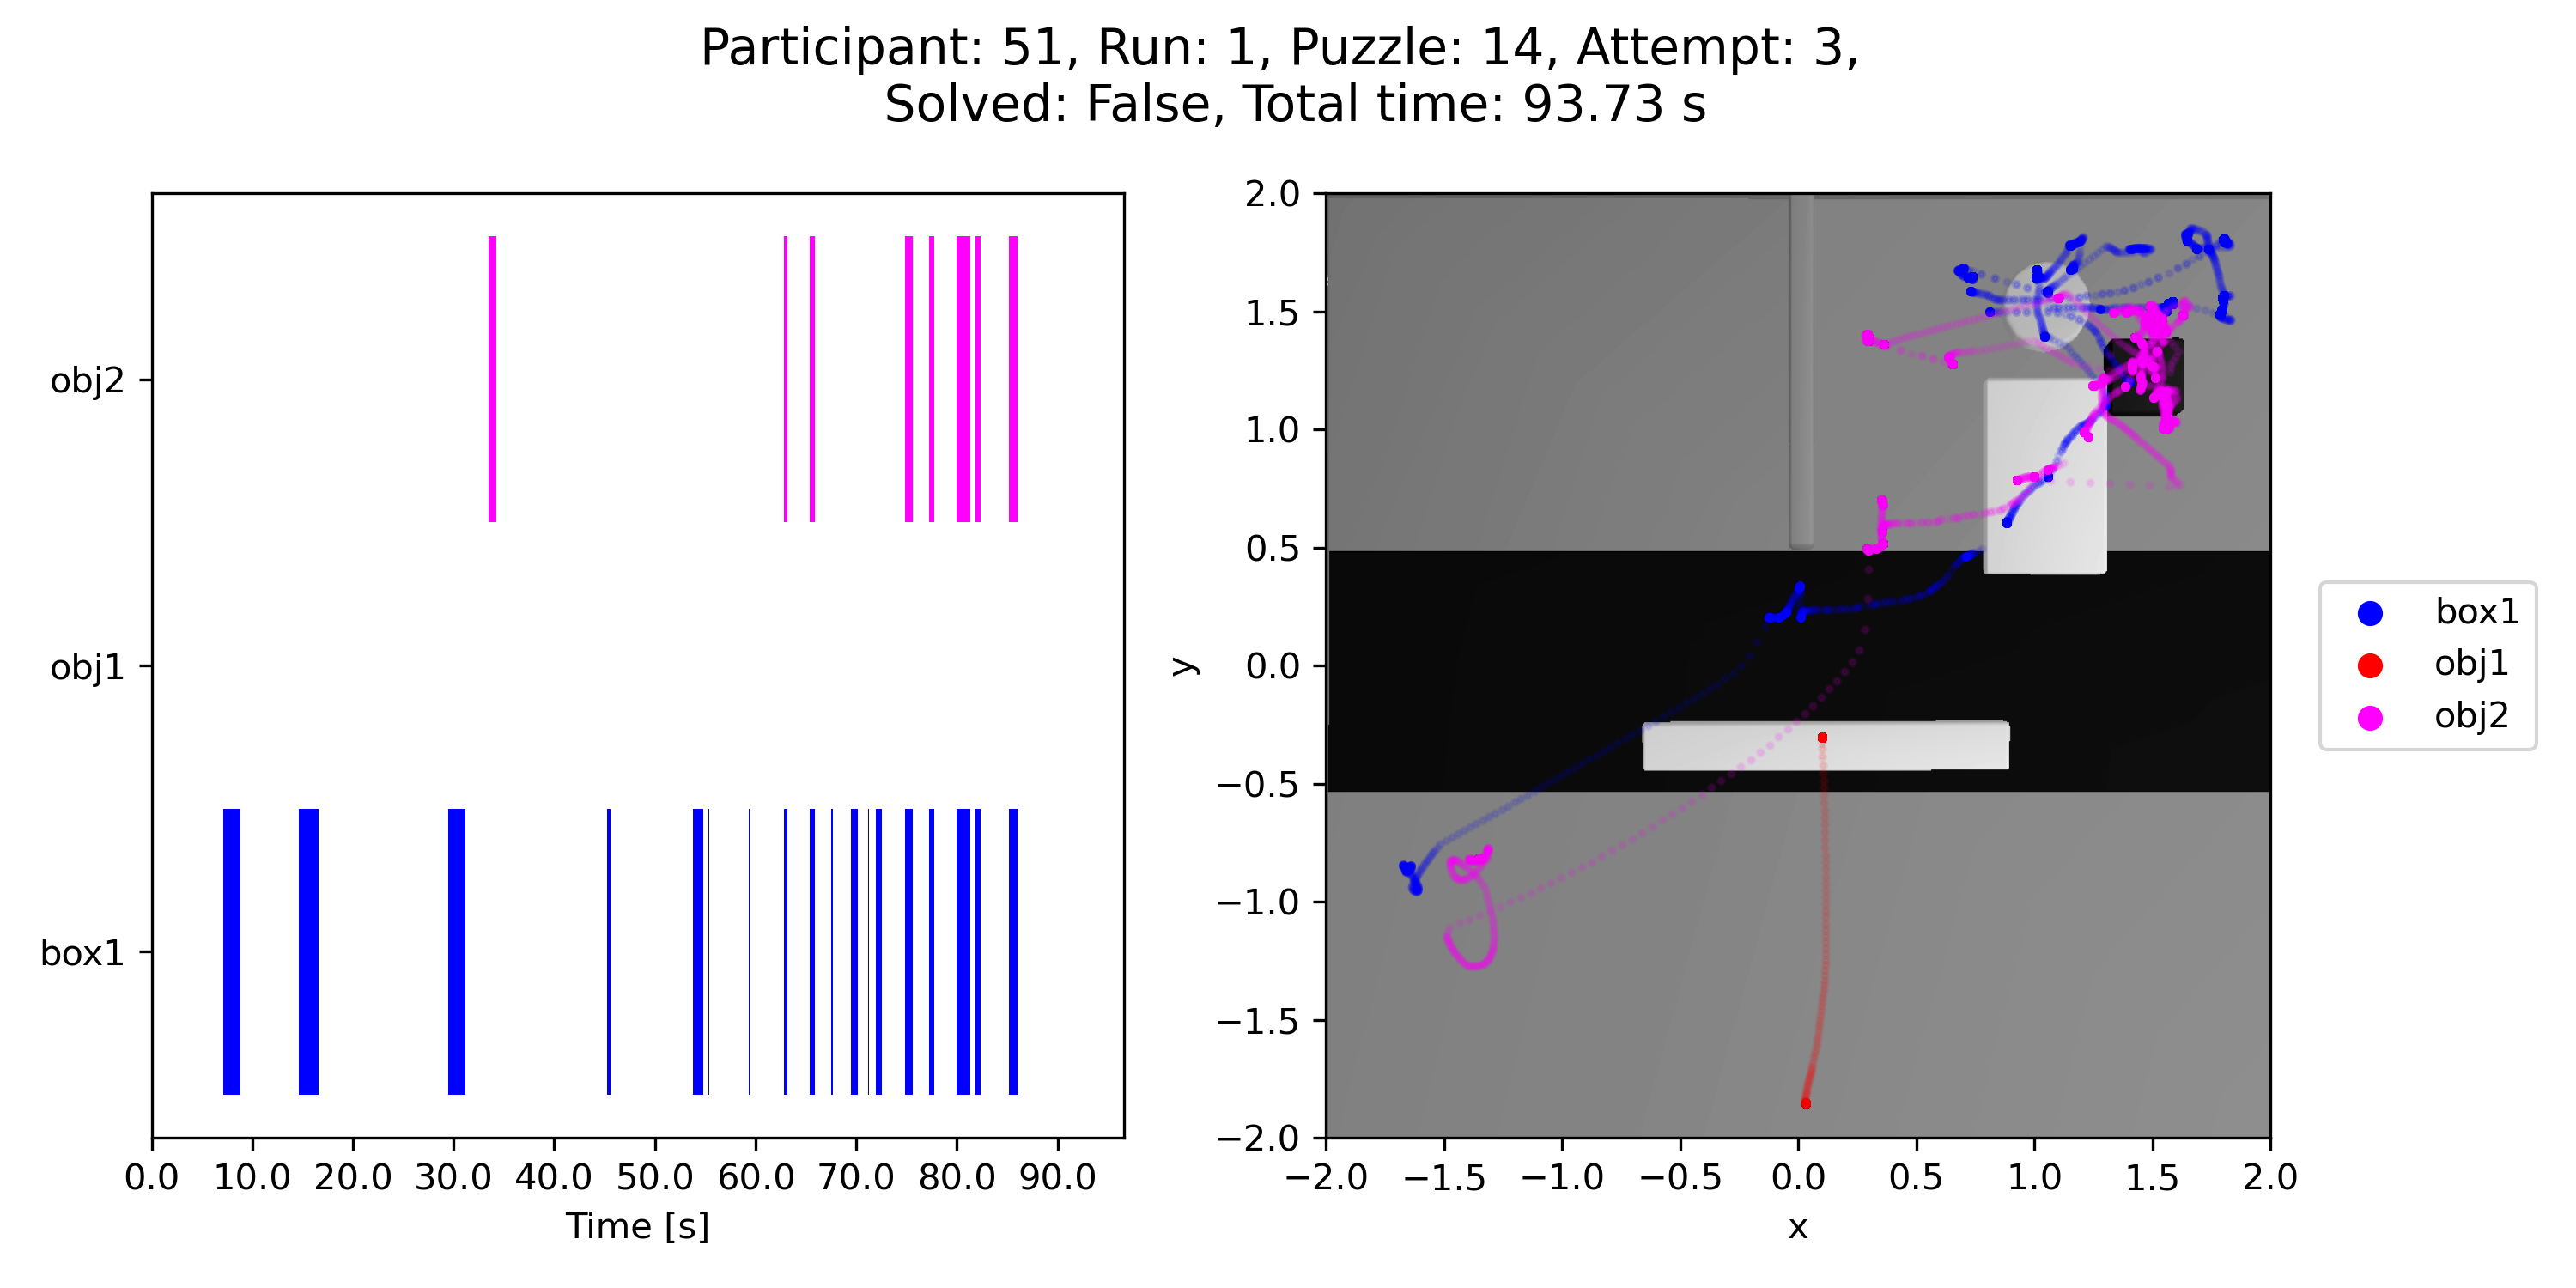 Participant: 51, Run: 1, Puzzle: 14, Attempt: 3,
Solved: False, Total time: 93.73 s
obj2
obj1
box1
0.0 10.0 20.0 30.0 40.0 50.0 60.0 70.0 80.0 90.0
Time [s]
2.0
1.5
1.0
0.5
0.0
−0.5
−1.0
−1.5
−2.0
y
−2.0 −1.5 −1.0 −0.5 0.0 0.5 1.0 1.5 2.0
x
box1
obj1
obj2